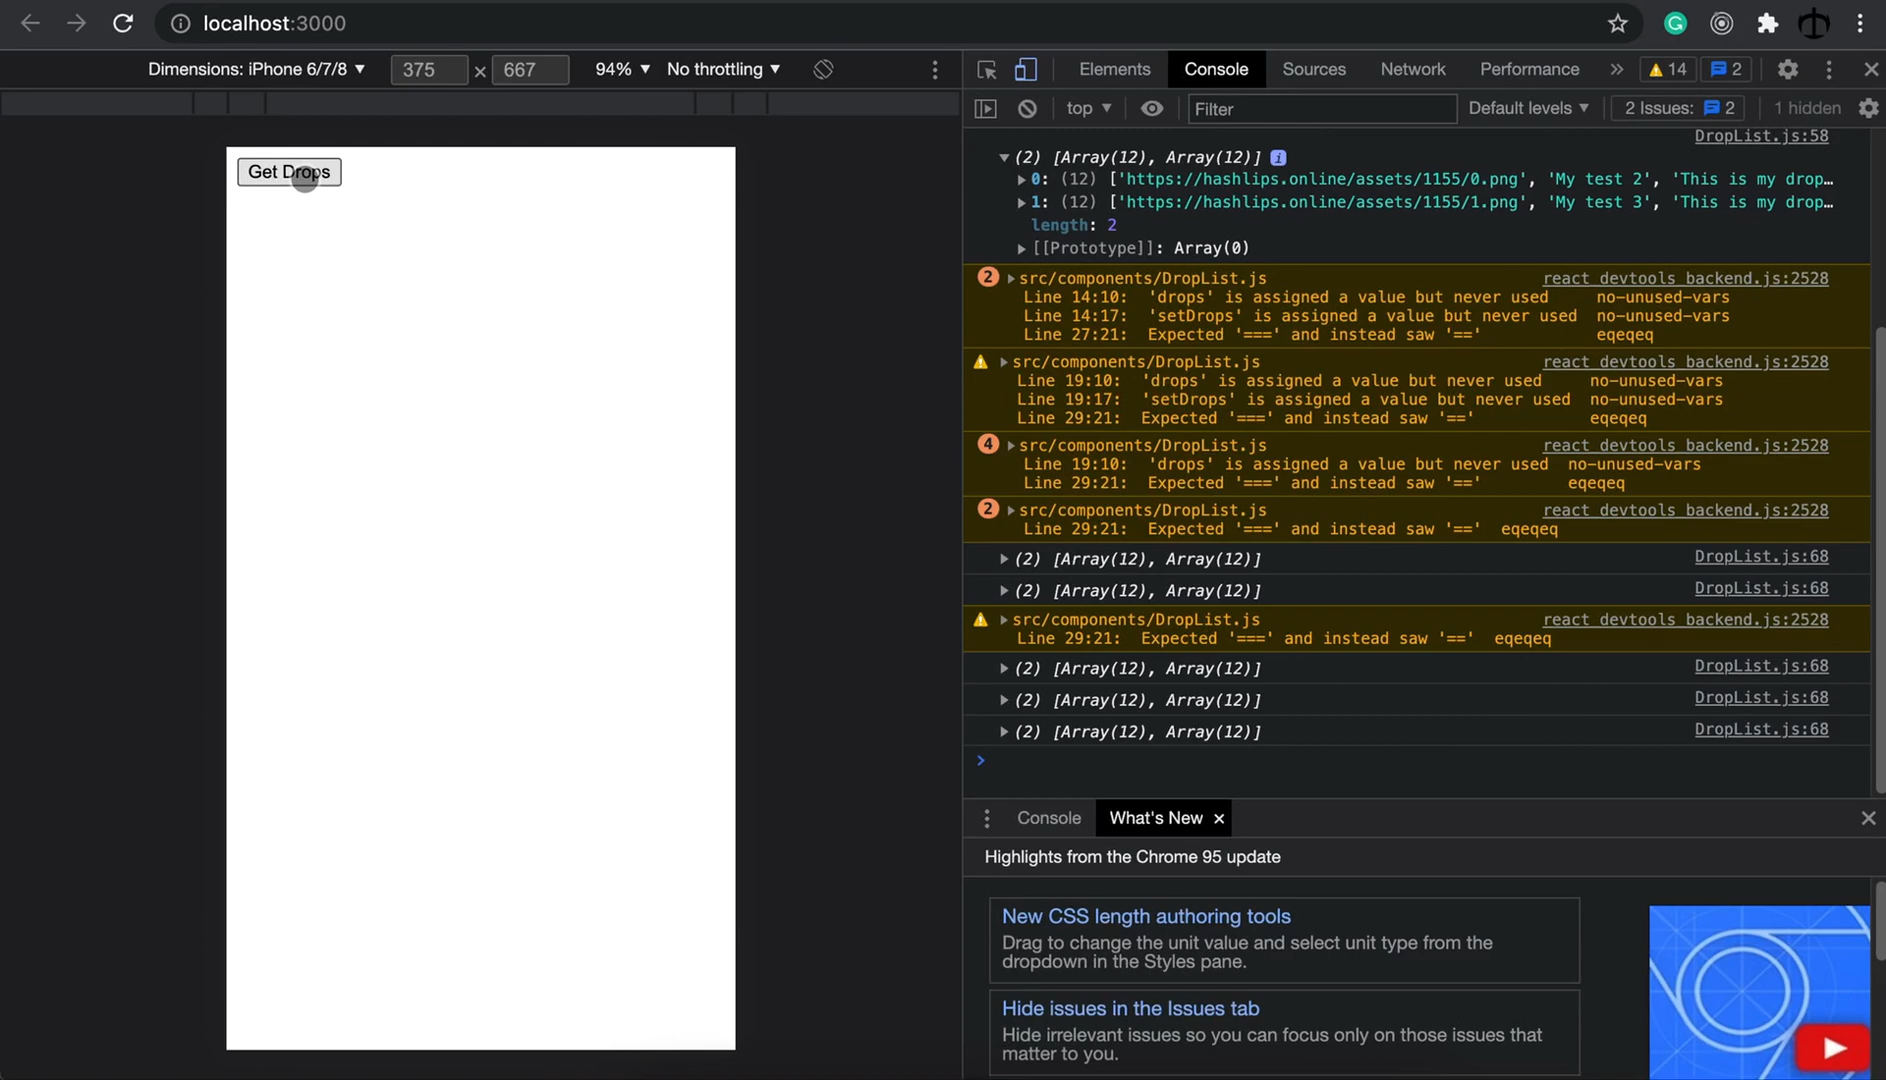 localhost:3000
Dimensions: iPhone 6/7/8 375 × 667 94% No throttling
Elements Console Sources Network Performance 14 2
top Filter Default levels 2 Issues: 2 1 hidden
Get Drops
DropList.js:58
(2) [Array(12), Array(12)] i
0: (12) ['https://hashlips.online/assets/1155/0.png', 'My test 2', 'This is my drop…
1: (12) ['https://hashlips.online/assets/1155/1.png', 'My test 3', 'This is my drop…
length: 2
[[Prototype]]: Array(0)
2 src/components/DropList.js react_devtools_backend.js:2528
Line 14:10: 'drops' is assigned a value but never used no-unused-vars
Line 14:17: 'setDrops' is assigned a value but never used no-unused-vars
Line 27:21: Expected '===' and instead saw '==' eqeqeq
src/components/DropList.js react_devtools_backend.js:2528
Line 19:10: 'drops' is assigned a value but never used no-unused-vars
Line 19:17: 'setDrops' is assigned a value but never used no-unused-vars
Line 29:21: Expected '===' and instead saw '==' eqeqeq
4 src/components/DropList.js react_devtools_backend.js:2528
Line 19:10: 'drops' is assigned a value but never used no-unused-vars
Line 29:21: Expected '===' and instead saw '==' eqeqeq
2 src/components/DropList.js react_devtools_backend.js:2528
Line 29:21: Expected '===' and instead saw '==' eqeqeq
(2) [Array(12), Array(12)] DropList.js:68
(2) [Array(12), Array(12)] DropList.js:68
src/components/DropList.js react_devtools_backend.js:2528
Line 29:21: Expected '===' and instead saw '==' eqeqeq
(2) [Array(12), Array(12)] DropList.js:68
(2) [Array(12), Array(12)] DropList.js:68
(2) [Array(12), Array(12)] DropList.js:68
Console What's New
Highlights from the Chrome 95 update
New CSS length authoring tools
Drag to change the unit value and select unit type from the
dropdown in the Styles pane.
Hide issues in the Issues tab
Hide irrelevant issues so you can focus only on those issues that
matter to you.